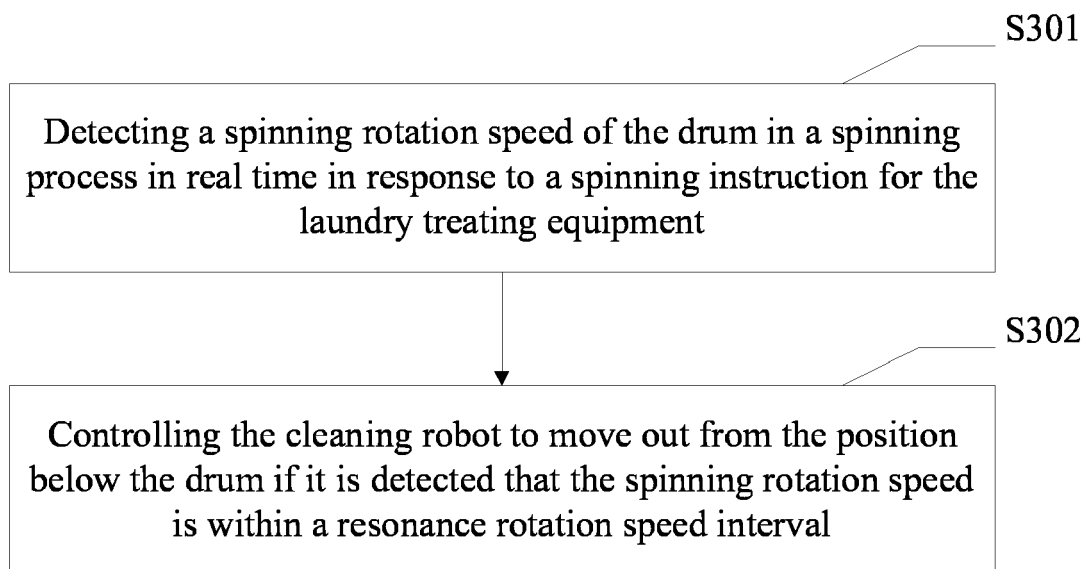 S301
Detecting a spinning rotation speed of the drum in a spinning
process in real time in response to a spinning instruction for the
laundry treating equipment
S302
Controlling the cleaning robot to move out from the position
below the drum if it is detected that the spinning rotation speed
is within a resonance rotation speed interval